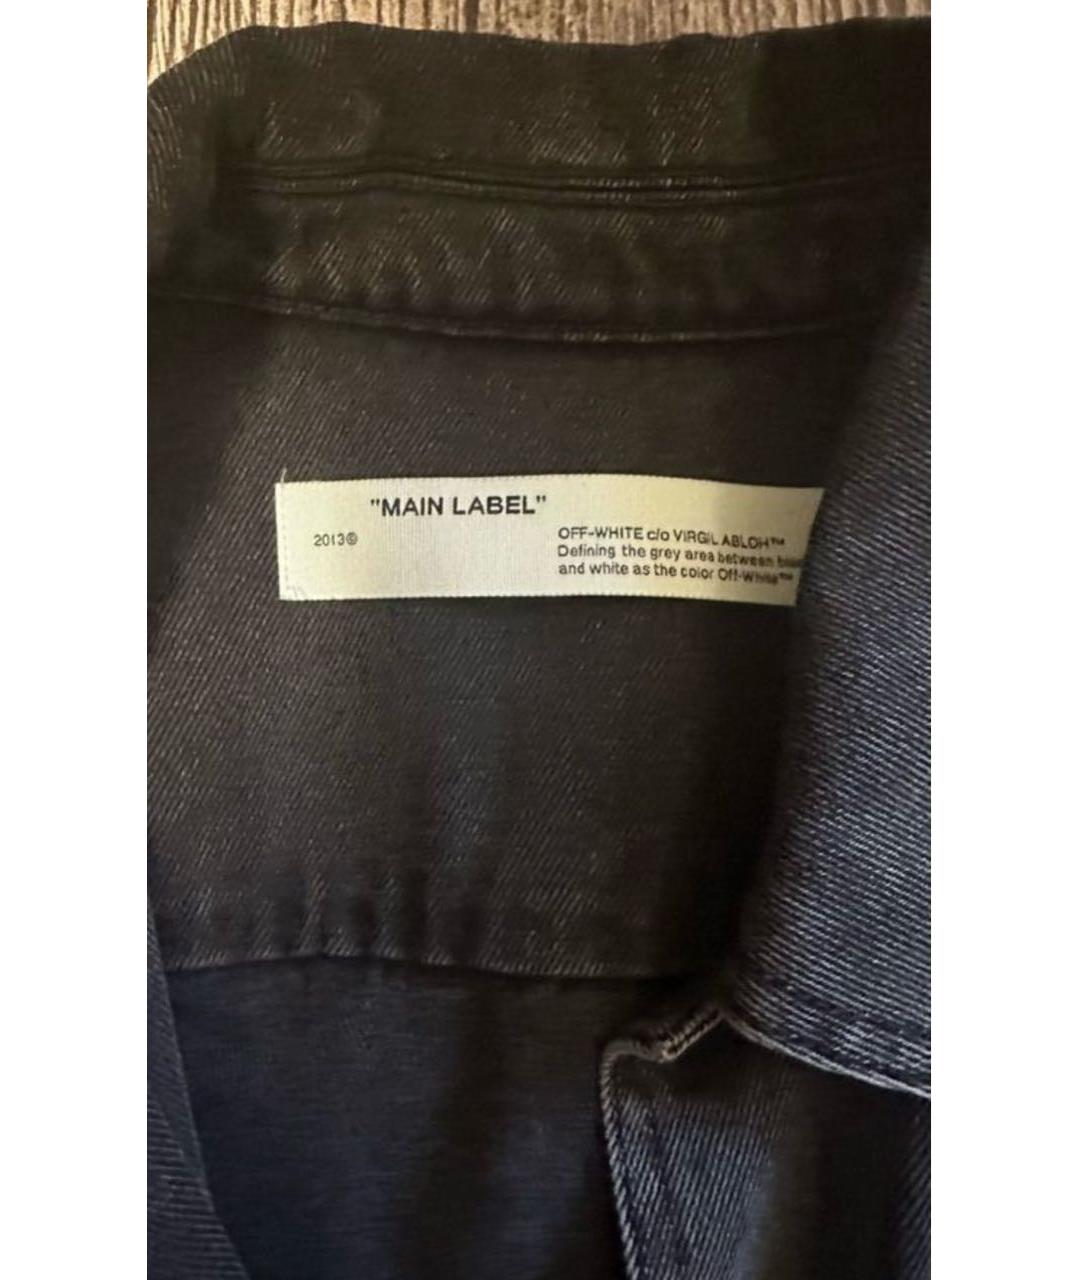 "MAIN LABEL"
2013©
OFF-WHITE c/o VIRGIL ABLOH™
Defining the grey area between
and white as the color Off-White™